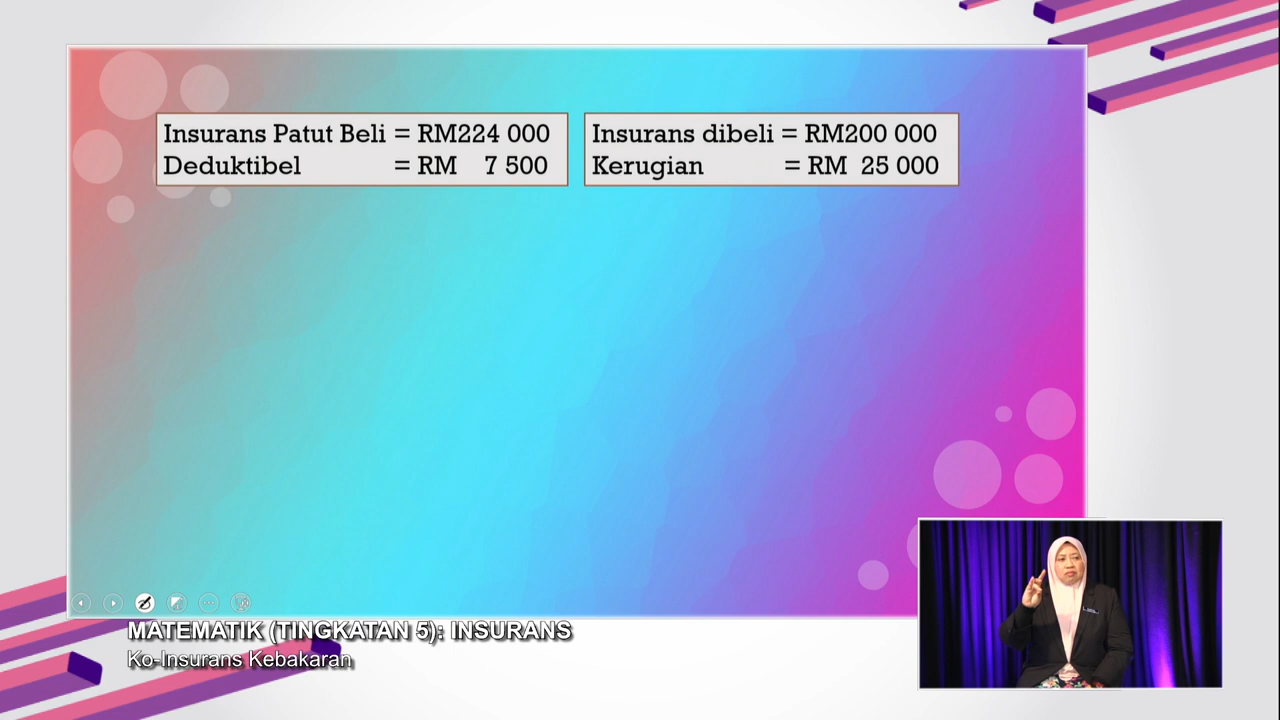 Insurans Patut Beli = RM224 000
Deduktibel = RM 7 500
Insurans dibeli = RM200 000
Kerugian = RM 25 000
MATEMATIK (TINGKATAN 5): INSURANS
Ko-Insurans Kebakaran